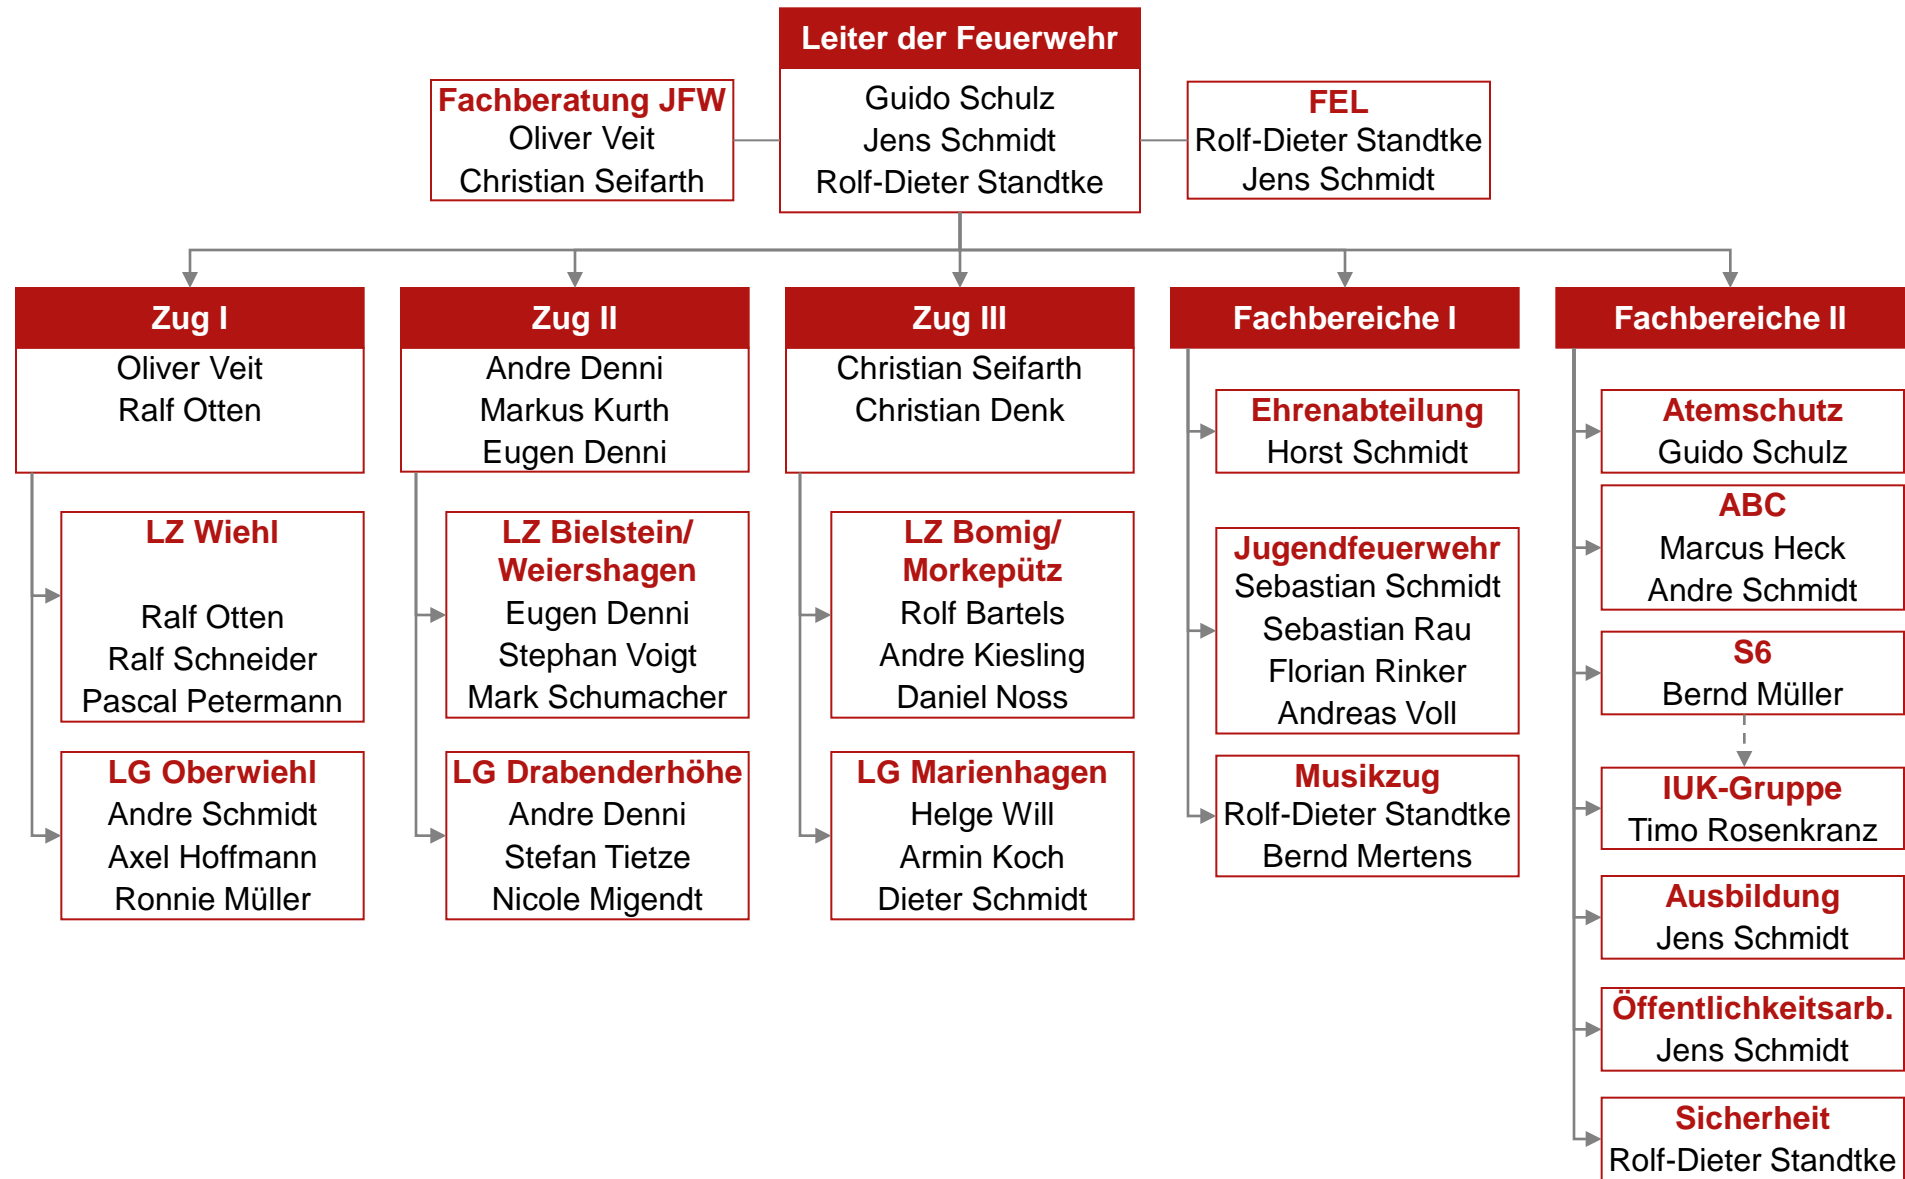 Leiter der Feuerwehr
Guido Schulz
Jens Schmidt
Rolf-Dieter Standtke
Fachberatung JFW
Oliver Veit
Christian Seifarth
FEL
Rolf-Dieter Standtke
Jens Schmidt
Zug I
Oliver Veit
Ralf Otten
LZ Wiehl
Ralf Otten
Ralf Schneider
Pascal Petermann
LG Oberwiehl
Andre Schmidt
Axel Hoffmann
Ronnie Müller
Zug II
Andre Denni
Markus Kurth
Eugen Denni
LZ Bielstein/
Weiershagen
Eugen Denni
Stephan Voigt
Mark Schumacher
LG Drabenderhöhe
Andre Denni
Stefan Tietze
Nicole Migendt
Zug III
Christian Seifarth
Christian Denk
LZ Bomig/
Morkepütz
Rolf Bartels
Andre Kiesling
Daniel Noss
LG Marienhagen
Helge Will
Armin Koch
Dieter Schmidt
Fachbereiche I
Ehrenabteilung
Horst Schmidt
Jugendfeuerwehr
Sebastian Schmidt
Sebastian Rau
Florian Rinker
Andreas Voll
Musikzug
Rolf-Dieter Standtke
Bernd Mertens
Fachbereiche II
Atemschutz
Guido Schulz
ABC
Marcus Heck
Andre Schmidt
S6
Bernd Müller
IUK-Gruppe
Timo Rosenkranz
Ausbildung
Jens Schmidt
Öffentlichkeitsarb.
Jens Schmidt
Sicherheit
Rolf-Dieter Standtke